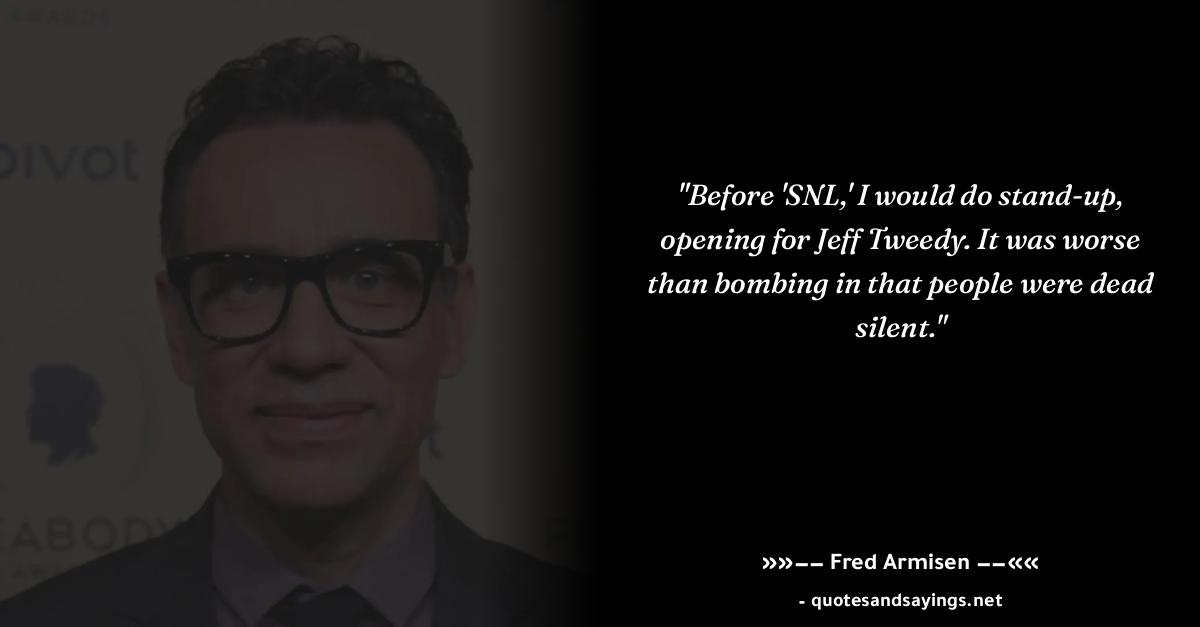 AWARDS
pivot
t
EABODY
AWA
"Before 'SNL,' I would do stand-up,
opening for Jeff Tweedy. It was worse
than bombing in that people were dead
silent."
»»–– Fred Armisen ––««
- quotesandsayings.net